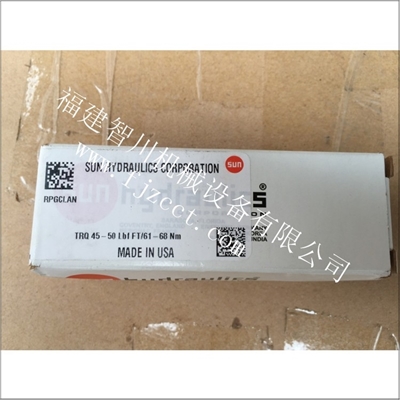 SUN HYDRAULICS CORPORATION
sun
RPGCLAN
TRQ 45-50 Lbf FT/61-68 Nm
MADE IN USA
INDIA
hydraulics
福建智川机械设备有限公司
www.fjzcct.com